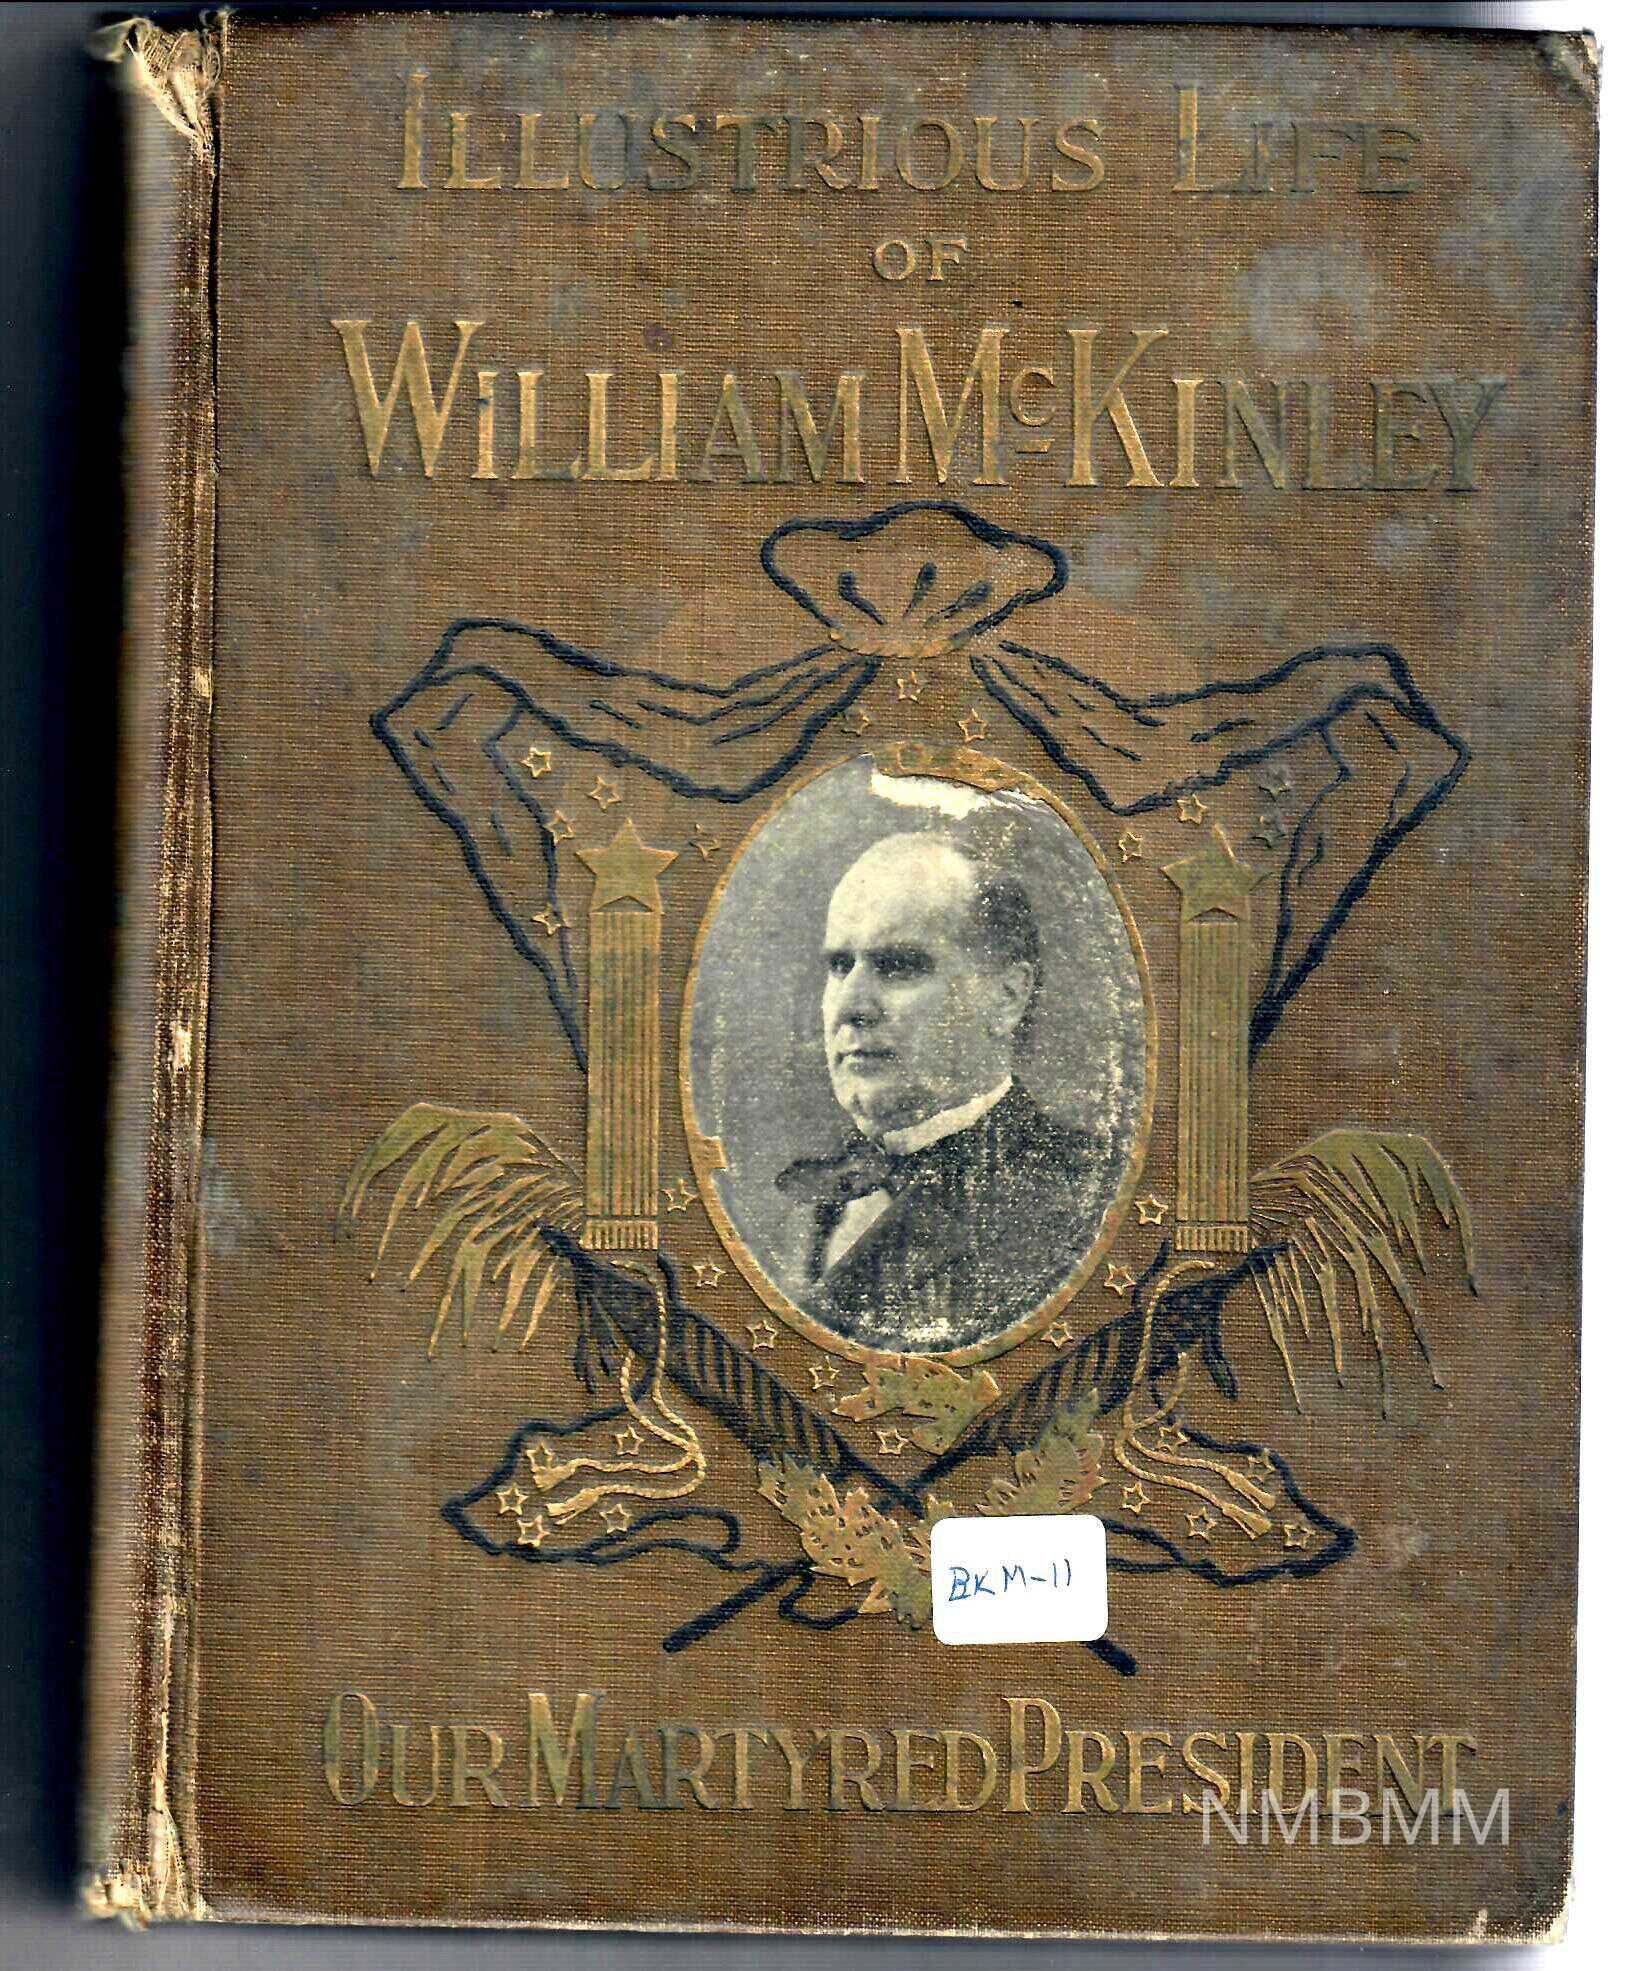 ILLUSTRIOUS LIFE
OF
WILLIAM McKINLEY
BKM-11
OUR MARTYRED PRESIDENT
NMBMM